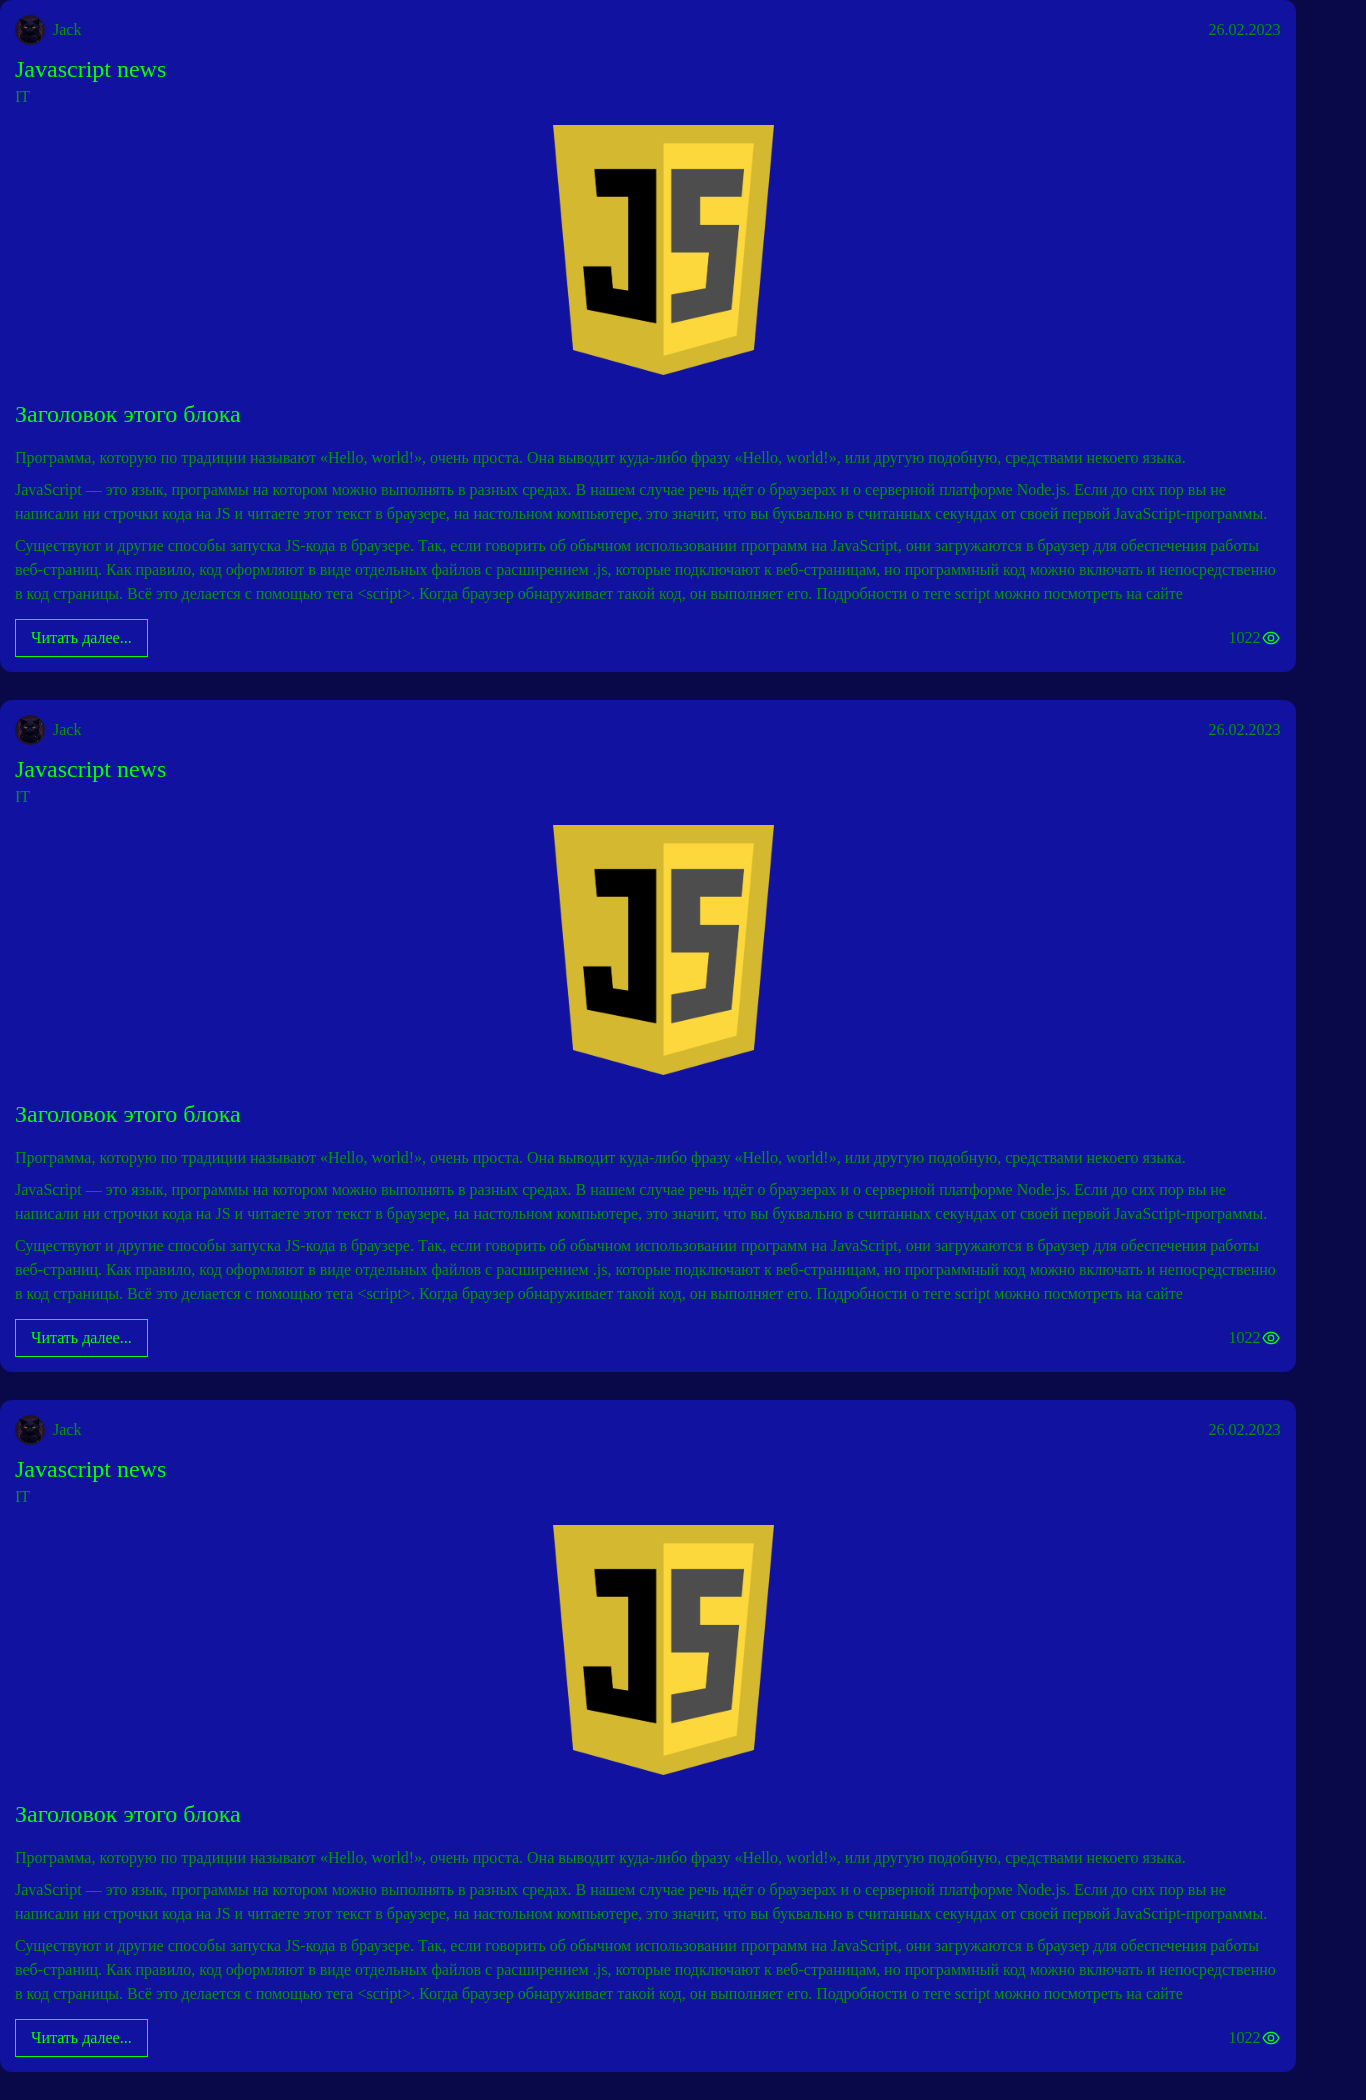 Jack
26.02.2023
Javascript news
IT
JS
Заголовок этого блока
Программа, которую по традиции называют «Hello, world!», очень проста. Она выводит куда-либо фразу «Hello, world!», или другую подобную, средствами некоего языка.
JavaScript — это язык, программы на котором можно выполнять в разных средах. В нашем случае речь идёт о браузерах и о серверной платформе Node.js. Если до сих пор вы не
написали ни строчки кода на JS и читаете этот текст в браузере, на настольном компьютере, это значит, что вы буквально в считанных секундах от своей первой JavaScript-программы.
Существуют и другие способы запуска JS-кода в браузере. Так, если говорить об обычном использовании программ на JavaScript, они загружаются в браузер для обеспечения работы
веб-страниц. Как правило, код оформляют в виде отдельных файлов с расширением .js, которые подключают к веб-страницам, но программный код можно включать и непосредственно
в код страницы. Всё это делается с помощью тега <script>. Когда браузер обнаруживает такой код, он выполняет его. Подробности о теге script можно посмотреть на сайте
Читать далее...
1022
Jack
26.02.2023
Javascript news
IT
JS
Заголовок этого блока
Программа, которую по традиции называют «Hello, world!», очень проста. Она выводит куда-либо фразу «Hello, world!», или другую подобную, средствами некоего языка.
JavaScript — это язык, программы на котором можно выполнять в разных средах. В нашем случае речь идёт о браузерах и о серверной платформе Node.js. Если до сих пор вы не
написали ни строчки кода на JS и читаете этот текст в браузере, на настольном компьютере, это значит, что вы буквально в считанных секундах от своей первой JavaScript-программы.
Существуют и другие способы запуска JS-кода в браузере. Так, если говорить об обычном использовании программ на JavaScript, они загружаются в браузер для обеспечения работы
веб-страниц. Как правило, код оформляют в виде отдельных файлов с расширением .js, которые подключают к веб-страницам, но программный код можно включать и непосредственно
в код страницы. Всё это делается с помощью тега <script>. Когда браузер обнаруживает такой код, он выполняет его. Подробности о теге script можно посмотреть на сайте
Читать далее...
1022
Jack
26.02.2023
Javascript news
IT
JS
Заголовок этого блока
Программа, которую по традиции называют «Hello, world!», очень проста. Она выводит куда-либо фразу «Hello, world!», или другую подобную, средствами некоего языка.
JavaScript — это язык, программы на котором можно выполнять в разных средах. В нашем случае речь идёт о браузерах и о серверной платформе Node.js. Если до сих пор вы не
написали ни строчки кода на JS и читаете этот текст в браузере, на настольном компьютере, это значит, что вы буквально в считанных секундах от своей первой JavaScript-программы.
Существуют и другие способы запуска JS-кода в браузере. Так, если говорить об обычном использовании программ на JavaScript, они загружаются в браузер для обеспечения работы
веб-страниц. Как правило, код оформляют в виде отдельных файлов с расширением .js, которые подключают к веб-страницам, но программный код можно включать и непосредственно
в код страницы. Всё это делается с помощью тега <script>. Когда браузер обнаруживает такой код, он выполняет его. Подробности о теге script можно посмотреть на сайте
Читать далее...
1022